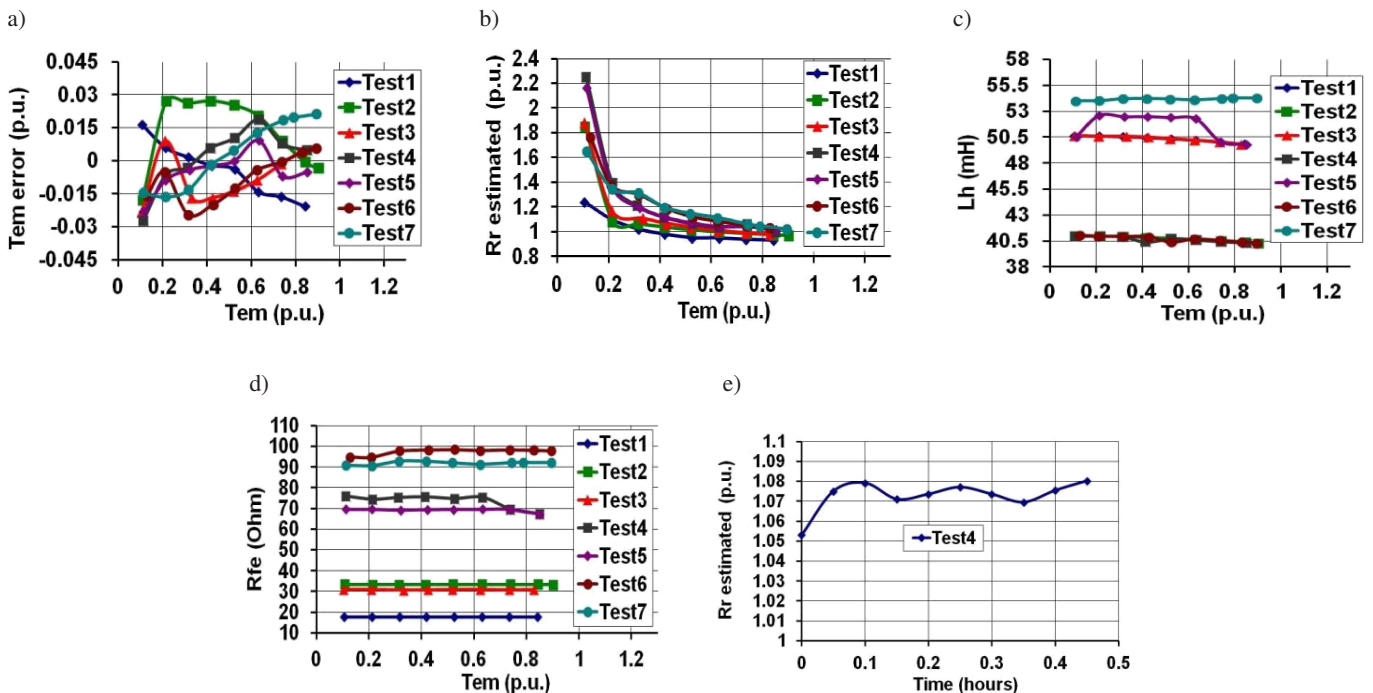 a)
b)
c)
Tem error (p.u.)
0.045
0.03
0.015
0
-0.015
-0.03
-0.045
0 0.2 0.4 0.6 0.8 1 1.2
Tem (p.u.)
Test1
Test2
Test3
Test4
Test5
Test6
Test7
Rr estimated (p.u.)
2.4
2.2
2
1.8
1.6
1.4
1.2
1
0.8
0 0.2 0.4 0.6 0.8 1 1.2
Tem (p.u.)
Test1
Test2
Test3
Test4
Test5
Test6
Test7
Lh (mH)
58
55.5
53
50.5
48
45.5
43
40.5
38
0 0.2 0.4 0.6 0.8 1 1.2
Tem (p.u.)
Test1
Test2
Test3
Test4
Test5
Test6
Test7
d)
e)
Rfe (Ohm)
110
100
90
80
70
60
50
40
30
20
10
0 0.2 0.4 0.6 0.8 1 1.2
Tem (p.u.)
Test1
Test2
Test3
Test4
Test5
Test6
Test7
Rr estimated (p.u.)
1.1
1.09
1.08
1.07
1.06
1.05
1.04
1.03
1.02
1.01
1
0 0.1 0.2 0.3 0.4 0.5
Time (hours)
Test4